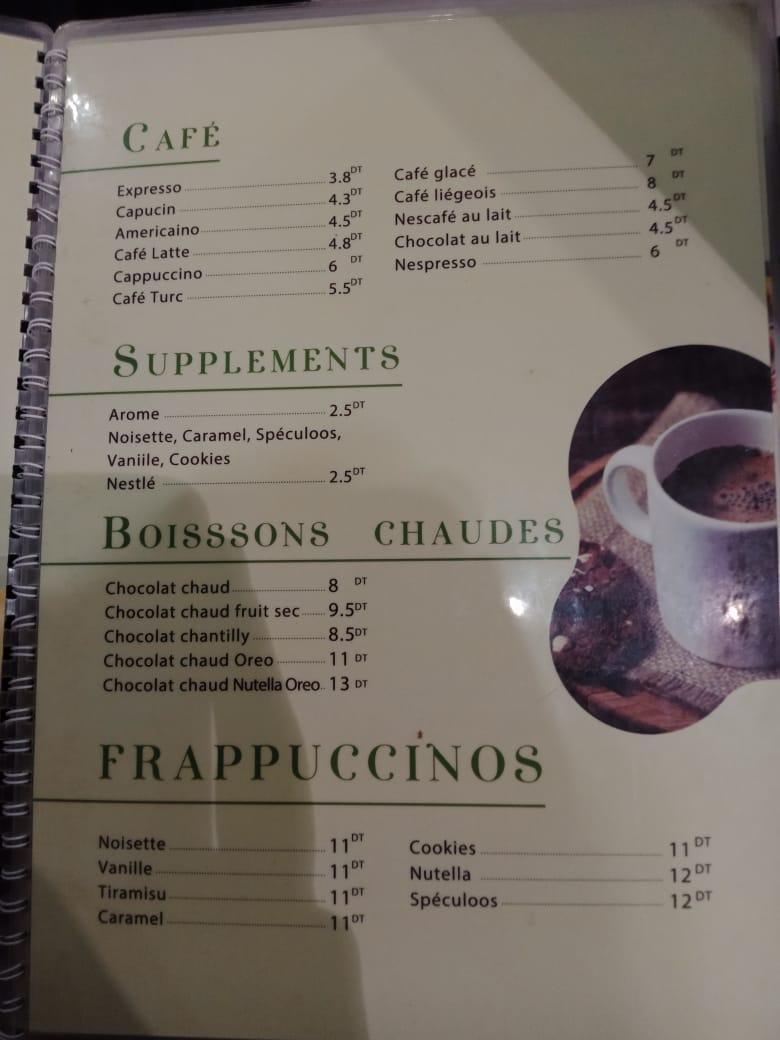 CAFÉ
Expresso 3.8 DT
Capucin 4.3 DT
Americaino 4.5 DT
Café Latte 4.8 DT
Cappuccino 6 DT
Café Turc 5.5 DT
Café glacé 7 DT
Café liégeois 8 DT
Nescafé au lait 4.5 DT
Chocolat au lait 4.5 DT
Nespresso 6 DT
SUPPLEMENTS
Arome 2.5 DT
Noisette, Caramel, Spéculoos,
Vaniile, Cookies
Nestlé 2.5 DT
BOISSSONS CHAUDES
Chocolat chaud 8 DT
Chocolat chaud fruit sec 9.5 DT
Chocolat chantilly 8.5 DT
Chocolat chaud Oreo 11 DT
Chocolat chaud Nutella Oreo 13 DT
FRAPPUCCINOS
Noisette 11 DT
Vanille 11 DT
Tiramisu 11 DT
Caramel 11 DT
Cookies 11 DT
Nutella 12 DT
Spéculoos 12 DT